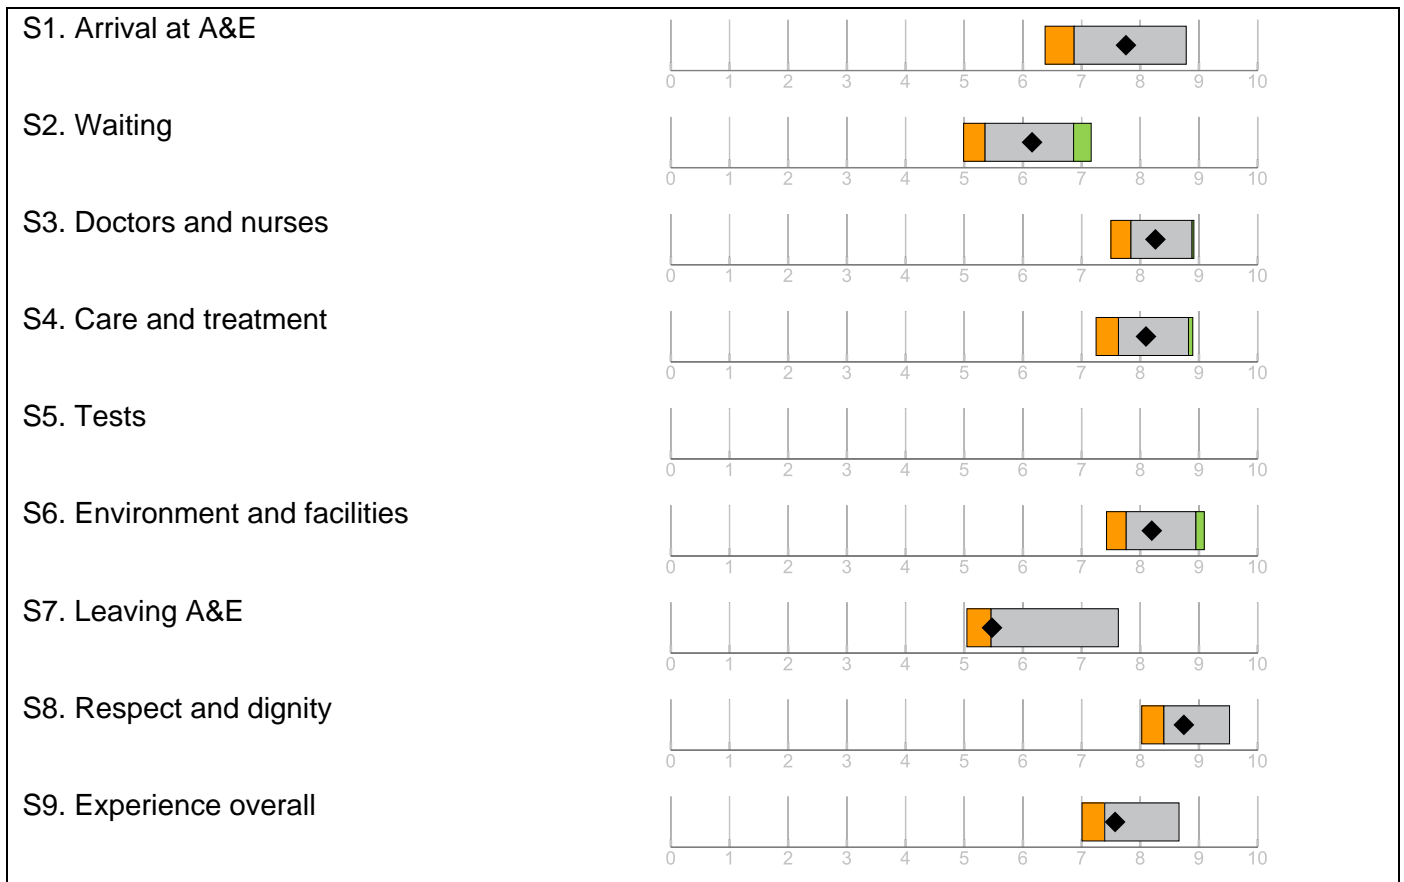 S1. Arrival at A&E
0 1 2 3 4 5 6 7 8 9 10
S2. Waiting
0 1 2 3 4 5 6 7 8 9 10
S3. Doctors and nurses
0 1 2 3 4 5 6 7 8 9 10
S4. Care and treatment
0 1 2 3 4 5 6 7 8 9 10
S5. Tests
0 1 2 3 4 5 6 7 8 9 10
S6. Environment and facilities
0 1 2 3 4 5 6 7 8 9 10
S7. Leaving A&E
0 1 2 3 4 5 6 7 8 9 10
S8. Respect and dignity
0 1 2 3 4 5 6 7 8 9 10
S9. Experience overall
0 1 2 3 4 5 6 7 8 9 10